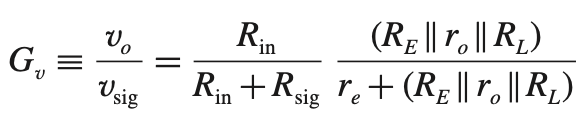 G_v ≡ v_o / v_sig = R_in / (R_in + R_sig) (R_E ∥ r_o ∥ R_L) / (r_e + (R_E ∥ r_o ∥ R_L))